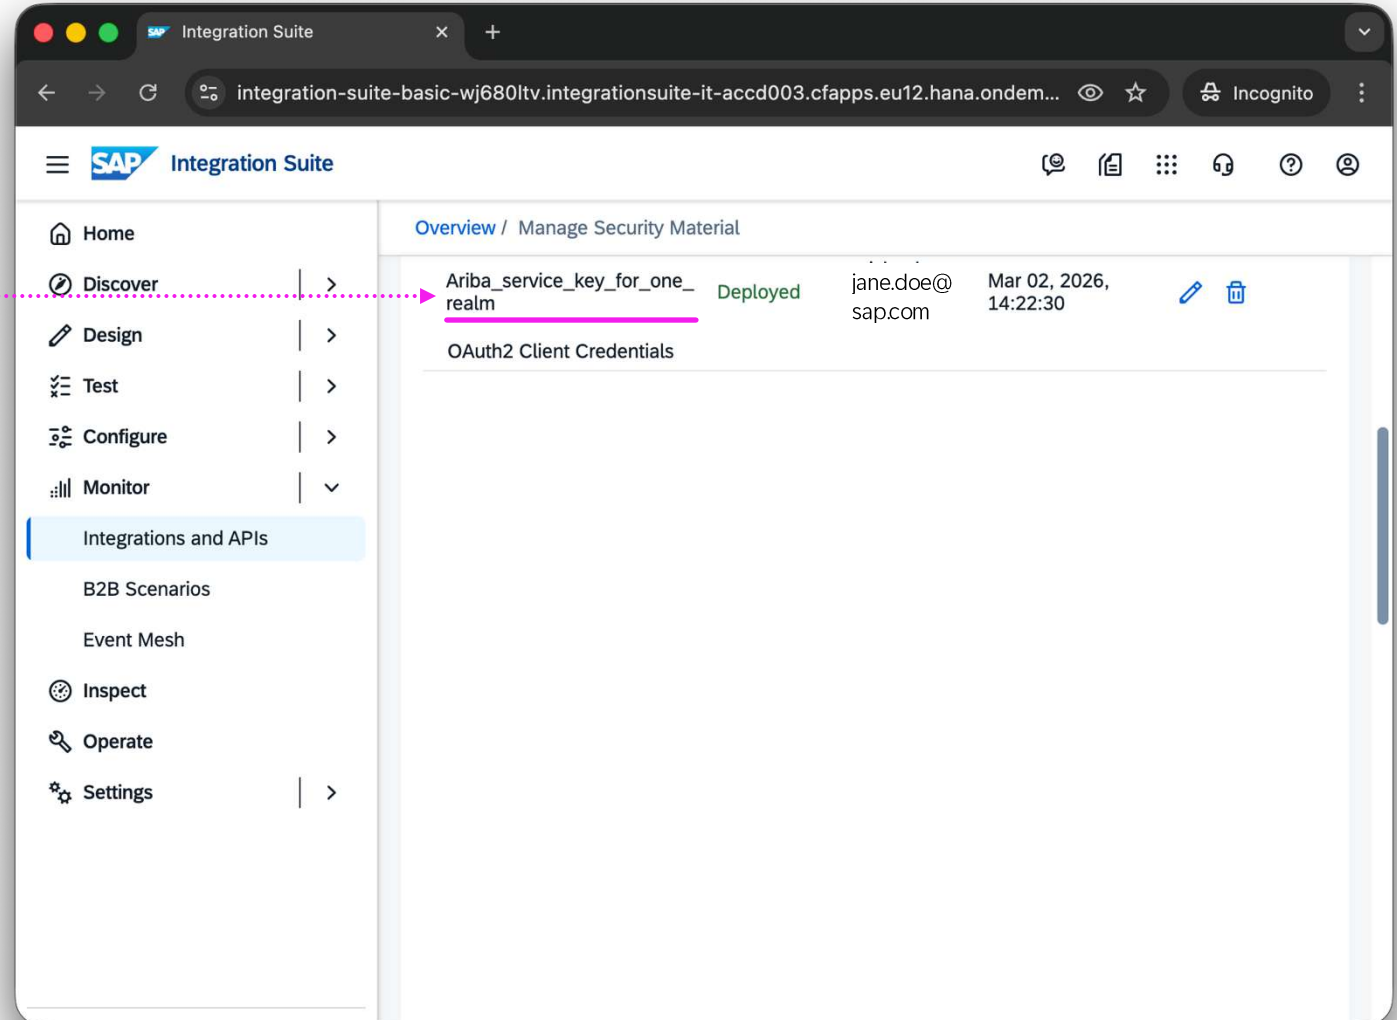 SAP Integration Suite
integration-suite-basic-wj680ltv.integrationsuite-it-accd003.cfapps.eu12.hana.ondem...
Incognito
SAP Integration Suite
Home
Discover
Design
Test
Configure
Monitor
Integrations and APIs
B2B Scenarios
Event Mesh
Inspect
Operate
Settings
Overview / Manage Security Material
Ariba_service_key_for_one_
realm
OAuth2 Client Credentials
Deployed
jane.doe@
sap.com
Mar 02, 2026,
14:22:30